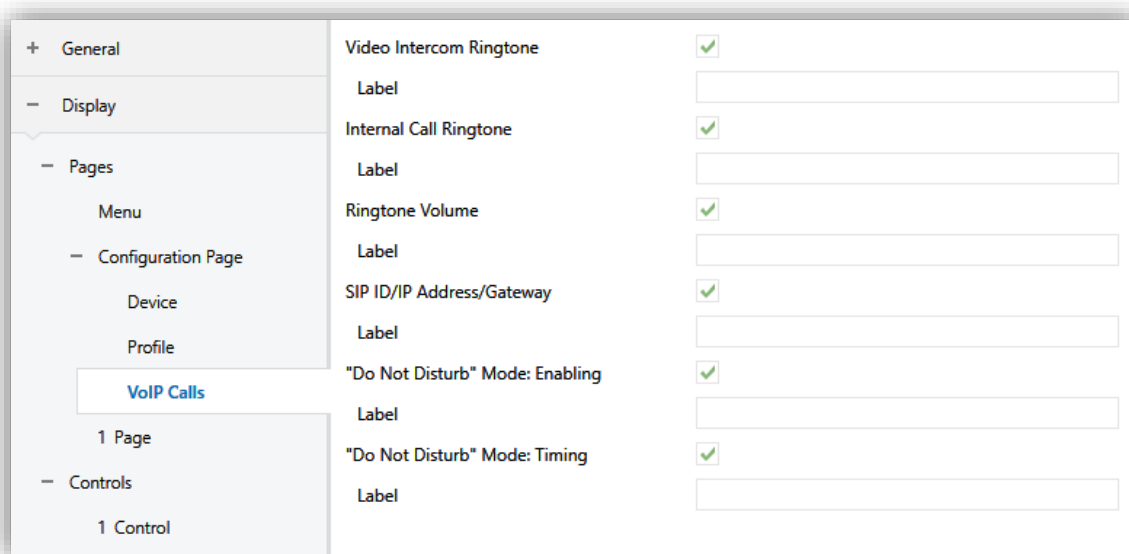 General
Display
Pages
Menu
Configuration Page
Device
Profile
VoIP Calls
1 Page
Controls
1 Control
Video Intercom Ringtone
Label
Internal Call Ringtone
Label
Ringtone Volume
Label
SIP ID/IP Address/Gateway
Label
"Do Not Disturb" Mode: Enabling
Label
"Do Not Disturb" Mode: Timing
Label